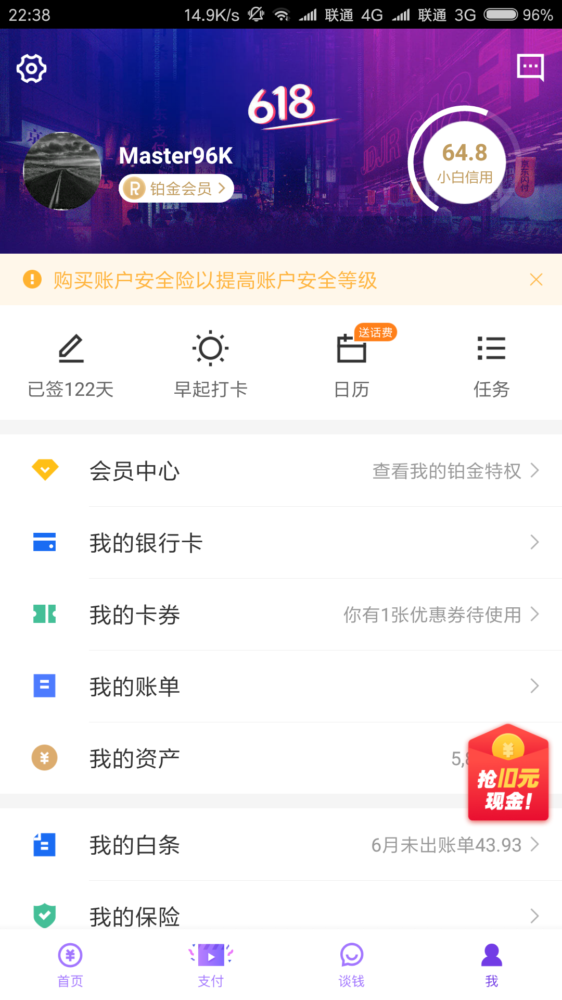 22:38 14.9K/s 联通 4G 联通 3G 96%
618
Master96K
铂金会员
64.8
小白信用
购买账户安全险以提高账户安全等级
送话费
已签122天 早起打卡 日历 任务
会员中心 查看我的铂金特权
我的银行卡
我的卡券 你有1张优惠券待使用
我的账单
我的资产
抢10元
现金!
我的白条 6月未出账单43.93
我的保险
首页 支付 谈钱 我